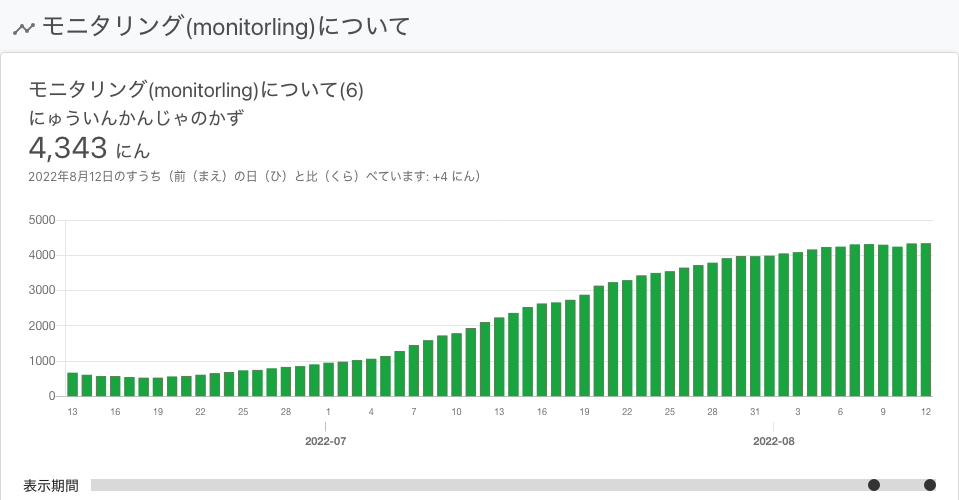 モニタリング(monitorling)について
モニタリング(monitorling)について(6)
にゅういんかんじゃのかず
4,343 にん
2022年8月12日のすうち（前（まえ）の日（ひ）と比（くら）べています: +4 にん）
5000
4000
3000
2000
1000
0
13 16 19 22 25 28 1 4 7 10 13 16 19 22 25 28 31 3 6 9 12
2022-07 2022-08
表示期間